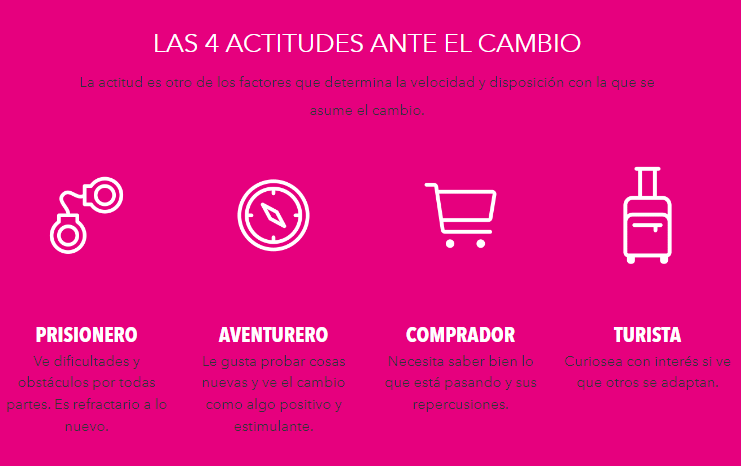 LAS 4 ACTITUDES ANTE EL CAMBIO
La actitud es otro de los factores que determina la velocidad y disposición con la que se
asume el cambio.
PRISIONERO
Ve dificultades y
obstáculos por todas
partes. Es refractario a lo
nuevo.
AVENTURERO
Le gusta probar cosas
nuevas y ve el cambio
como algo positivo y
estimulante.
COMPRADOR
Necesita saber bien lo
que está pasando y sus
repercusiones.
TURISTA
Curiosea con interés si ve
que otros se adaptan.